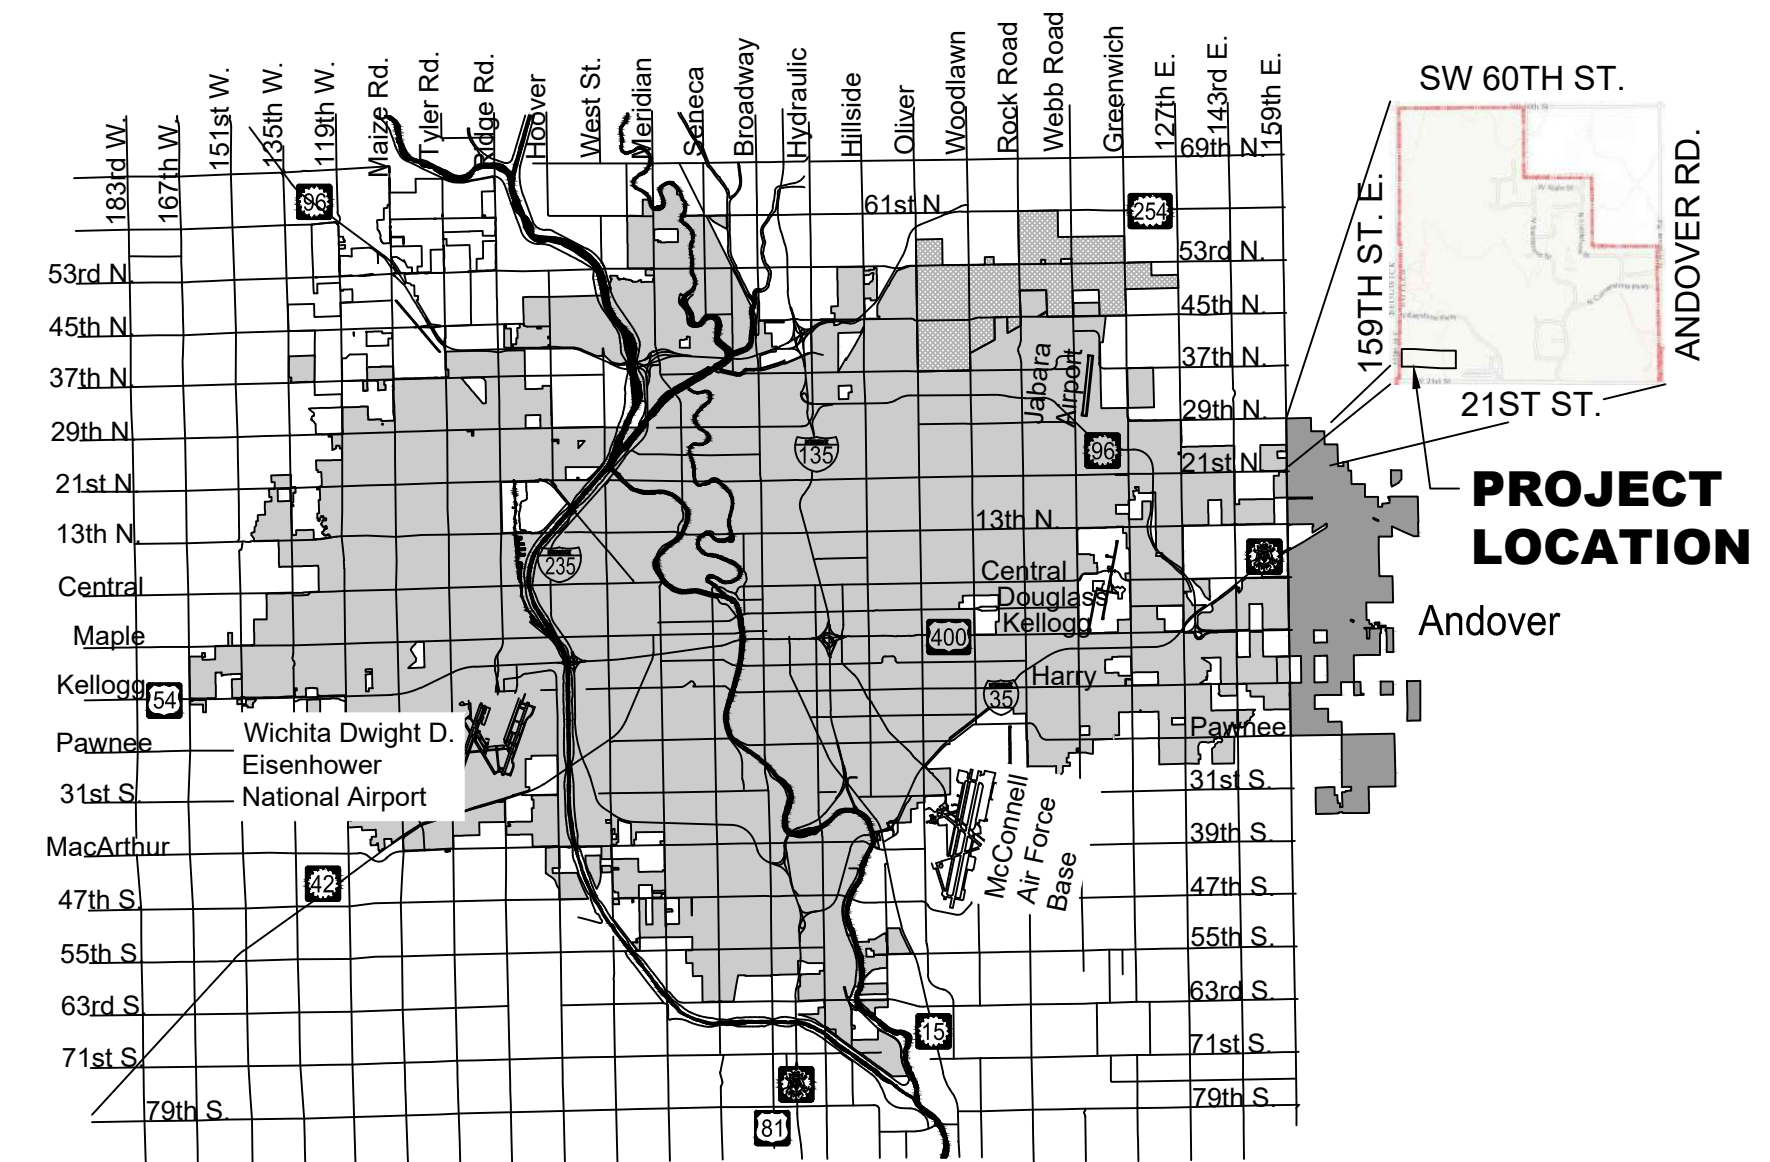 183rd W.
167th W.
151st W.
135th W.
119th W.
Maize Rd.
Tyler Rd.
Ridge Rd.
Hoover
West St.
Meridian
Seneca
Broadway
Hydraulic
Hillside
Oliver
Woodlawn
Rock Road
Webb Road
Greenwich
127th E.
143rd E.
159th E.
SW 60TH ST.
159TH ST. E.
ANDOVER RD.
21ST ST.
69th N.
61st N.
53rd N.
45th N.
37th N.
29th N.
21st N.
13th N.
96
254
53rd N.
45th N.
37th N.
29th N.
21st N.
13th N.
Central
Maple
Kellogg
54
Pawnee
31st S.
MacArthur
47th S.
55th S.
63rd S.
71st S.
79th S.
Jabara
Airport
135
96
235
Central
Douglass
Kellogg
400
Harry
35
Pawnee
31st S.
39th S.
47th S.
55th S.
63rd S.
71st S.
79th S.
Wichita Dwight D.
Eisenhower
National Airport
McConnell
Air Force
Base
42
15
81
PROJECT
LOCATION
Andover